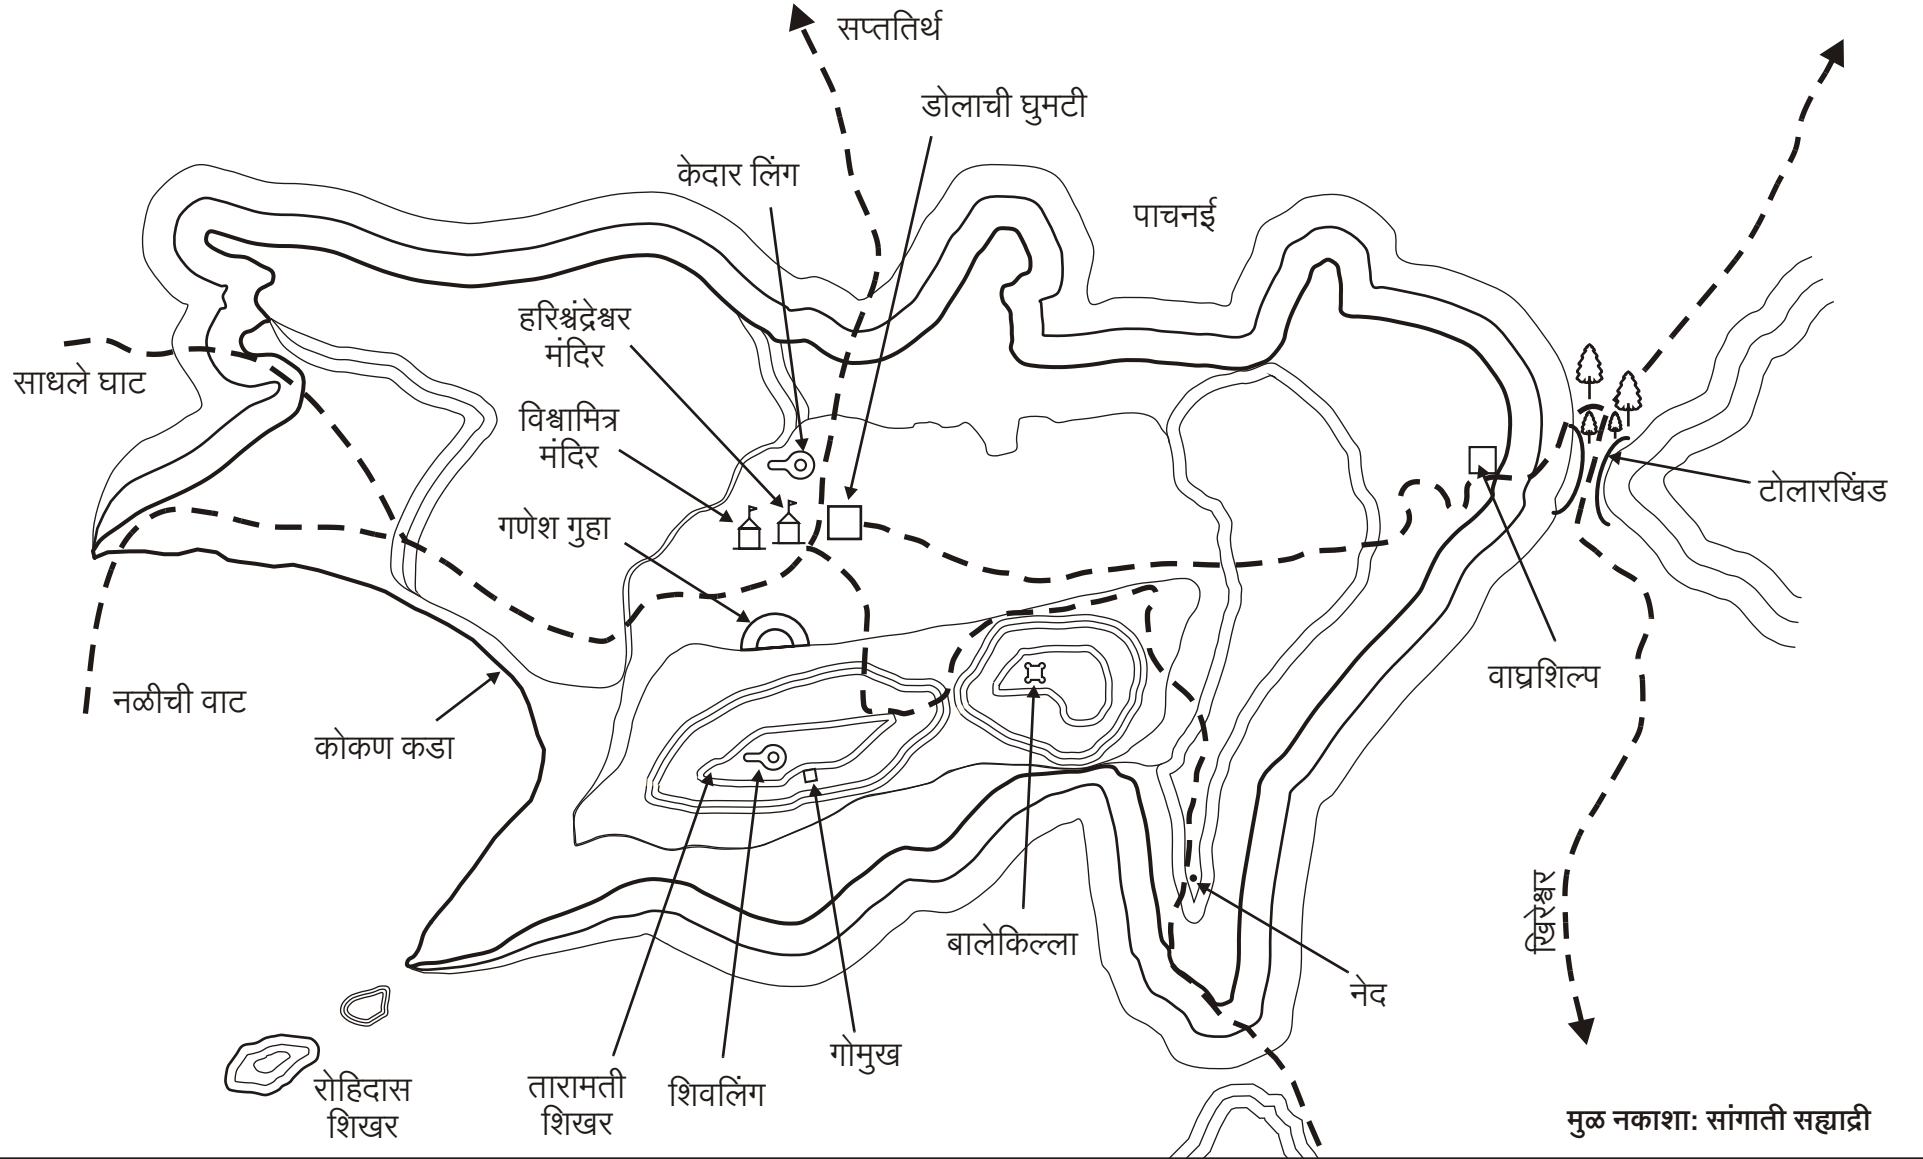 सप्ततिर्थ
डोलाची घुमटी
केदार लिंग
पाचनई
हरिश्चंद्रेश्वर
मंदिर
साधले घाट
विश्वामित्र
मंदिर
टोलारखिंड
गणेश गुहा
वाघ्रशिल्प
नळीची वाट
कोकण कडा
खिरेश्वर
बालेकिल्ला
नेद
गोमुख
रोहिदास
शिखर
तारामती
शिखर
शिवलिंग
मुळ नकाशा: सांगाती सह्याद्री